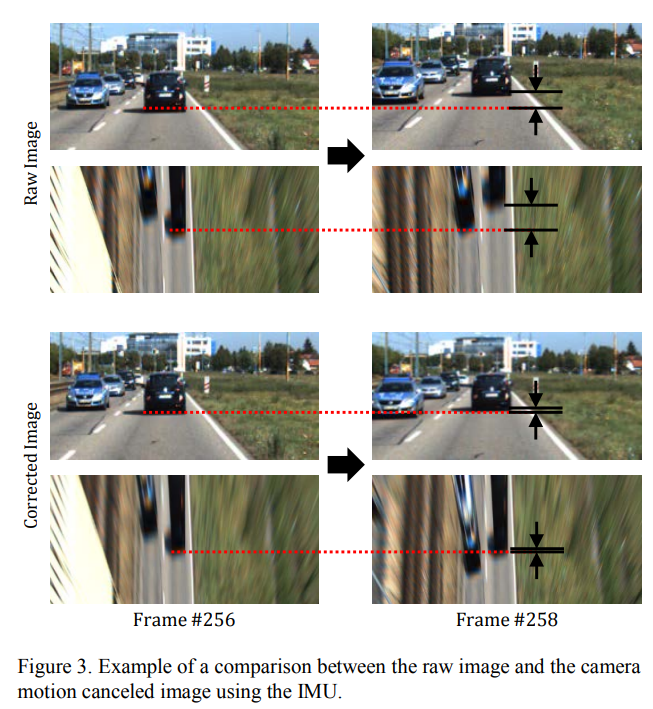 Raw Image
Corrected Image
Frame #256
Frame #258
Figure 3. Example of a comparison between the raw image and the camera
motion canceled image using the IMU.